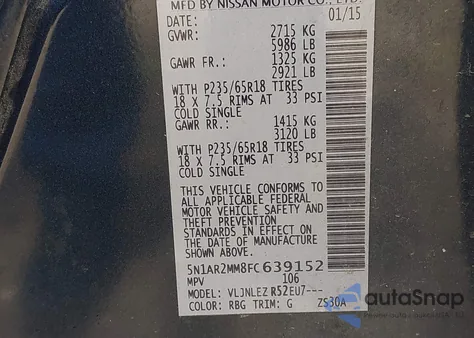 MFD BY NISSAN MOTOR CO., LTD.
DATE: 01/15
GVWR: 2715 KG
5986 LB
GAWR FR.: 1325 KG
2921 LB
WITH P235/65R18 TIRES
18 X 7.5 RIMS AT 33 PSI
COLD SINGLE
GAWR RR.: 1415 KG
3120 LB
WITH P235/65R18 TIRES
18 X 7.5 RIMS AT 33 PSI
COLD SINGLE
THIS VEHICLE CONFORMS TO
ALL APPLICABLE FEDERAL
MOTOR VEHICLE SAFETY AND
THEFT PREVENTION
STANDARDS IN EFFECT ON
THE DATE OF MANUFACTURE
SHOWN ABOVE.
5N1AR2MM8FC639152
MPV 106
MODEL: VLJNLEZ R52EU7---
COLOR: RBG TRIM: G ZS30A
autoSnap